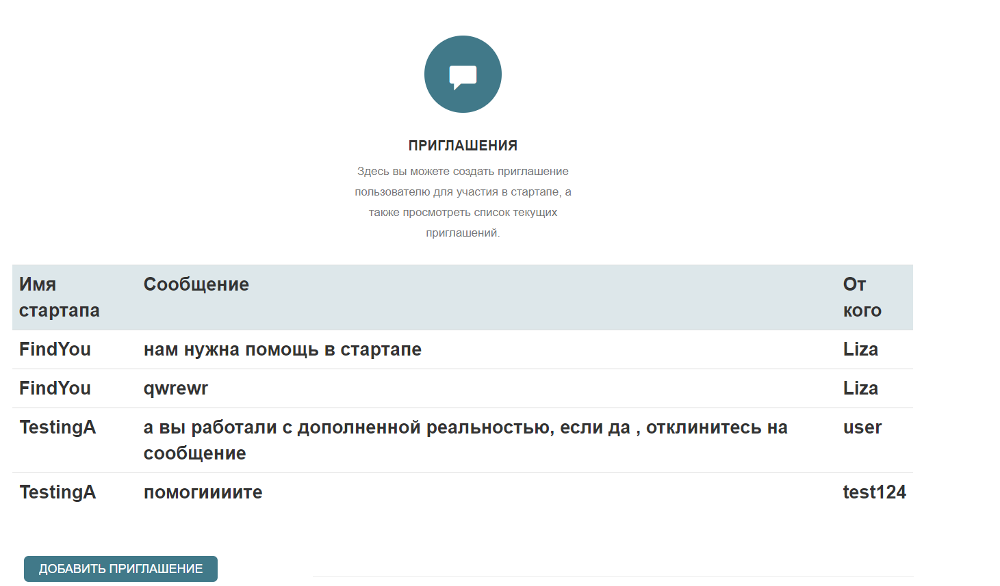 ПРИГЛАШЕНИЯ
Здесь вы можете создать приглашение
пользователю для участия в стартапе, а
также просмотреть список текущих
приглашений.
Имя стартапа Сообщение От кого
FindYou нам нужна помощь в стартапе Liza
FindYou qwrewr Liza
TestingA а вы работали с дополненной реальностью, если да , отклинитесь на user
сообщение
TestingA помогиииите test124
ДОБАВИТЬ ПРИГЛАШЕНИЕ